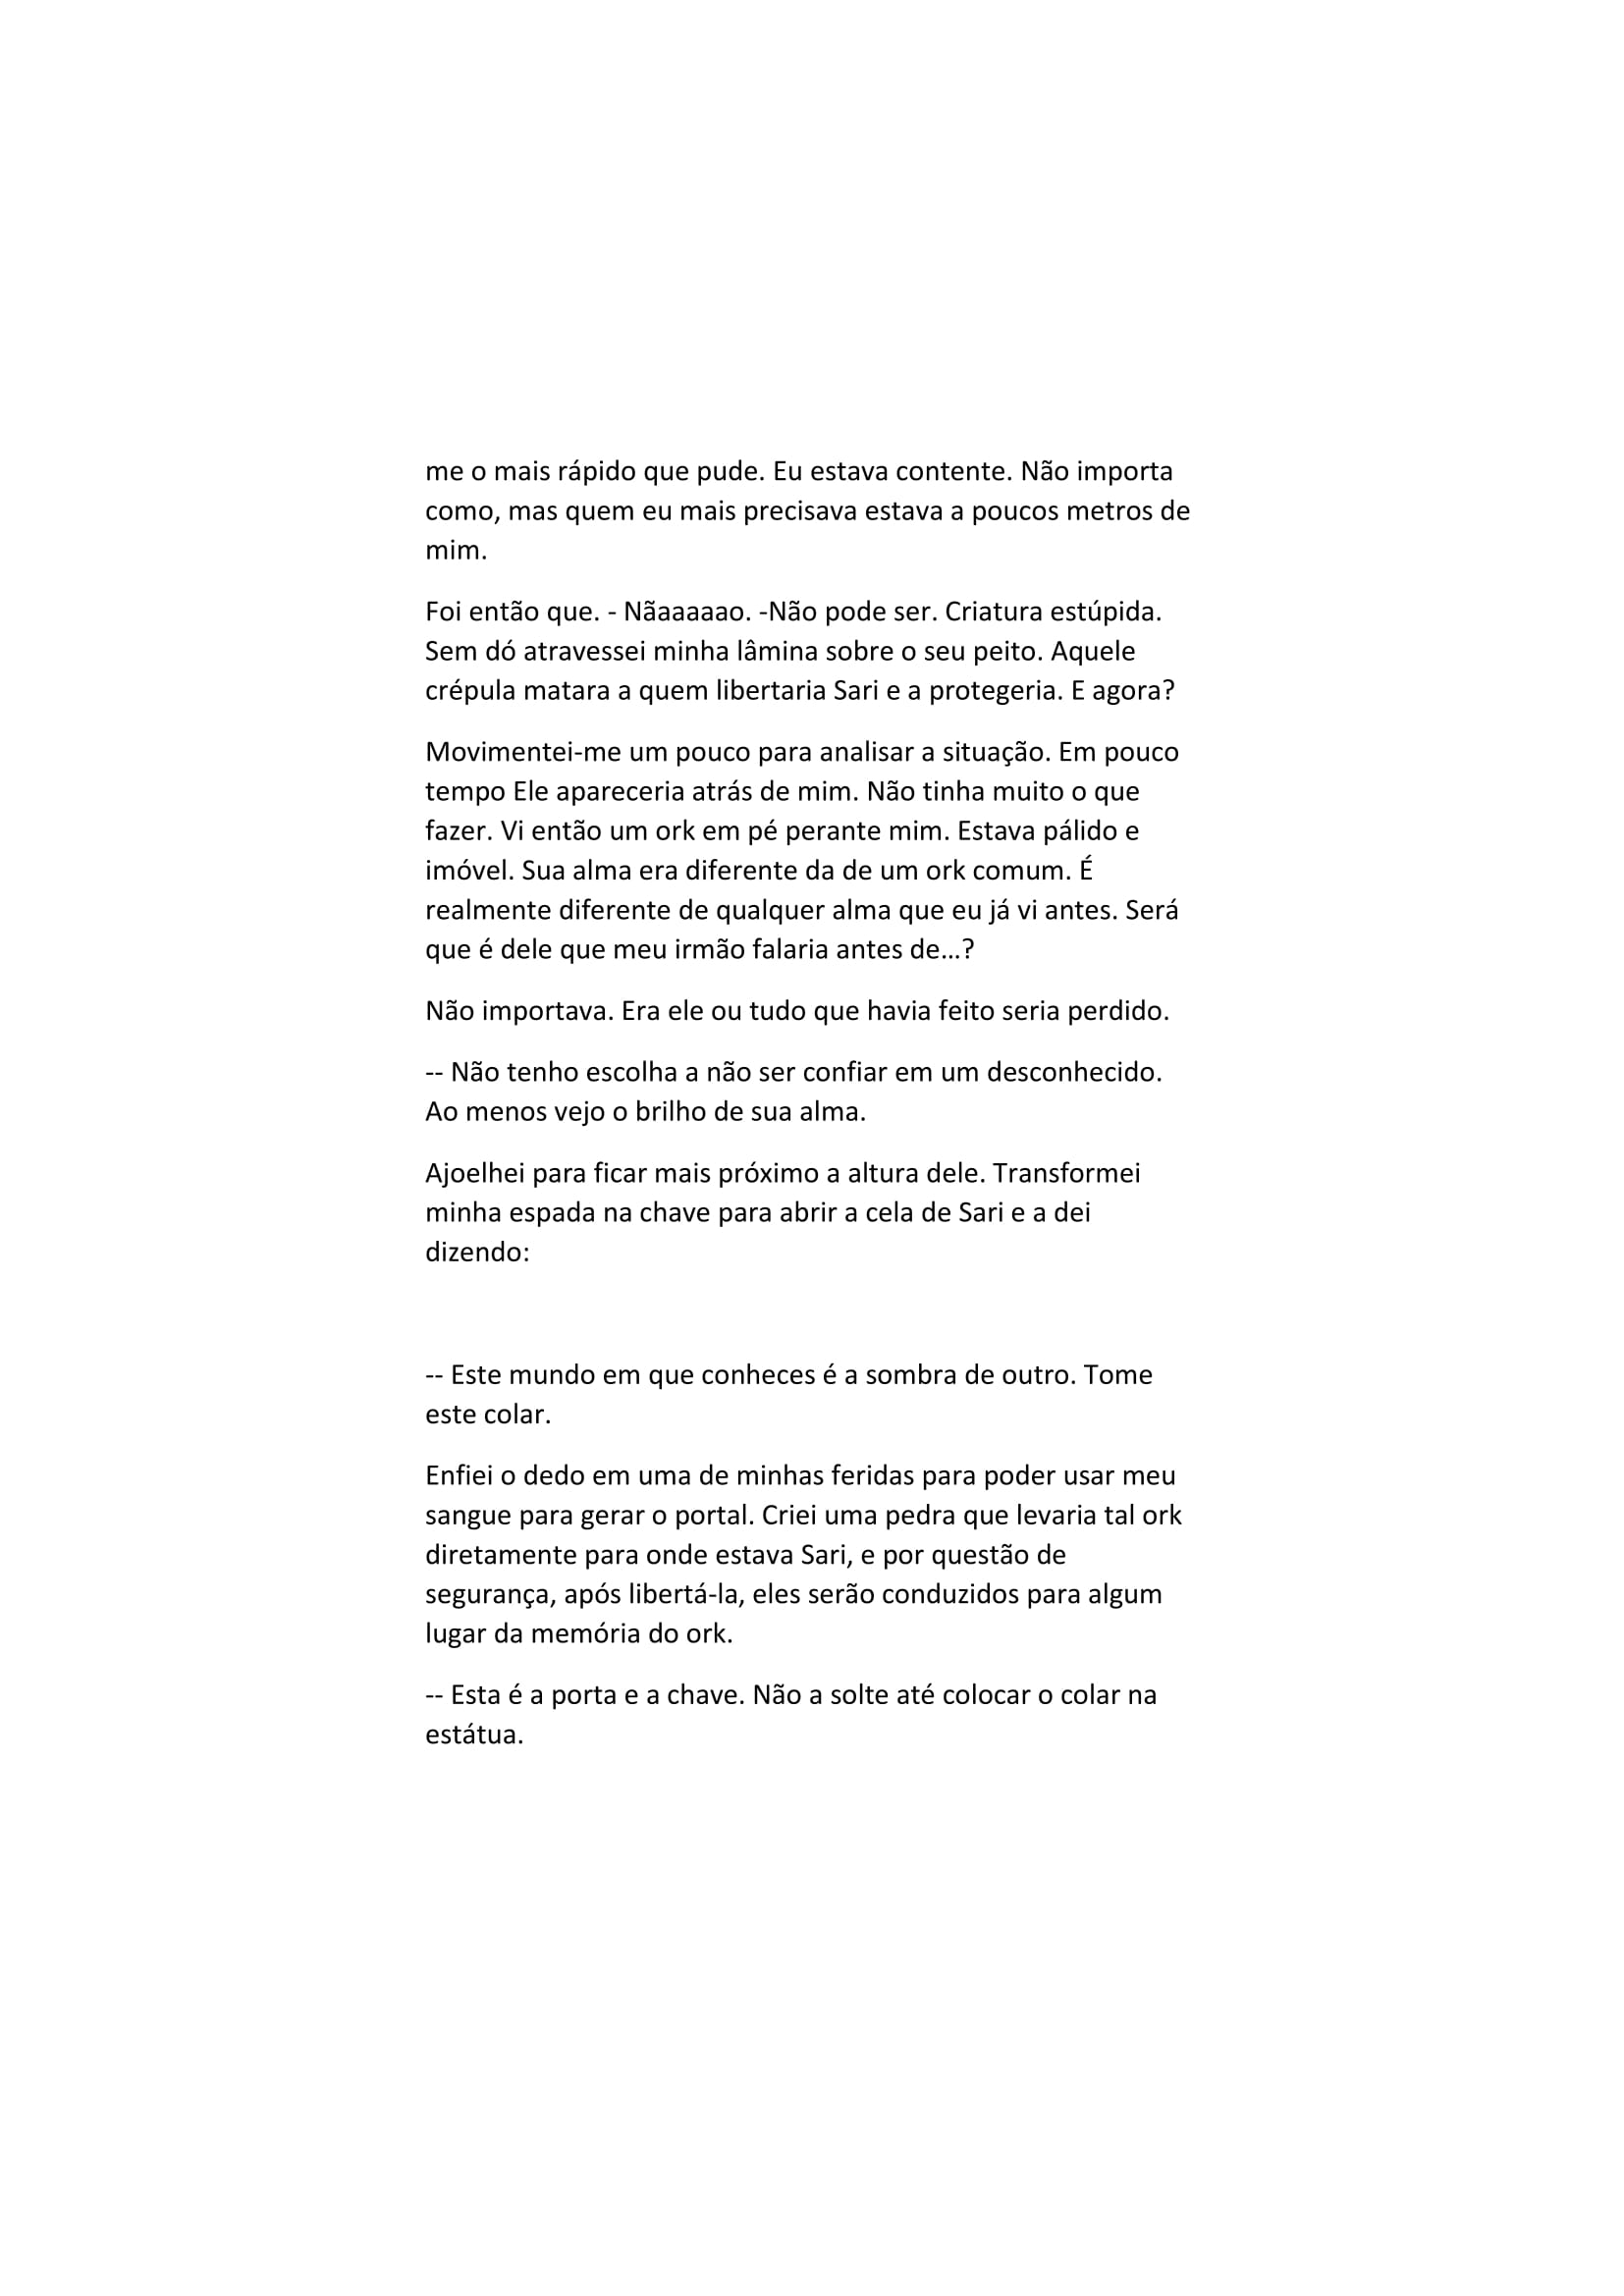 me o mais rápido que pude. Eu estava contente. Não importa
como, mas quem eu mais precisava estava a poucos metros de
mim.
Foi então que. - Nãaaaaao. -Não pode ser. Criatura estúpida.
Sem dó atravessei minha lâmina sobre o seu peito. Aquele
crépula matara a quem libertaria Sari e a protegeria. E agora?
Movimentei-me um pouco para analisar a situação. Em pouco
tempo Ele apareceria atrás de mim. Não tinha muito o que
fazer. Vi então um ork em pé perante mim. Estava pálido e
imóvel. Sua alma era diferente da de um ork comum. É
realmente diferente de qualquer alma que eu já vi antes. Será
que é dele que meu irmão falaria antes de...?
Não importava. Era ele ou tudo que havia feito seria perdido.
-- Não tenho escolha a não ser confiar em um desconhecido.
Ao menos vejo o brilho de sua alma.
Ajoelhei para ficar mais próximo a altura dele. Transformei
minha espada na chave para abrir a cela de Sari e a dei
dizendo:
-- Este mundo em que conheces é a sombra de outro. Tome
este colar.
Enfiei o dedo em uma de minhas feridas para poder usar meu
sangue para gerar o portal. Criei uma pedra que levaria tal ork
diretamente para onde estava Sari, e por questão de
segurança, após libertá-la, eles serão conduzidos para algum
lugar da memória do ork.
-- Esta é a porta e a chave. Não a solte até colocar o colar na
estátua.